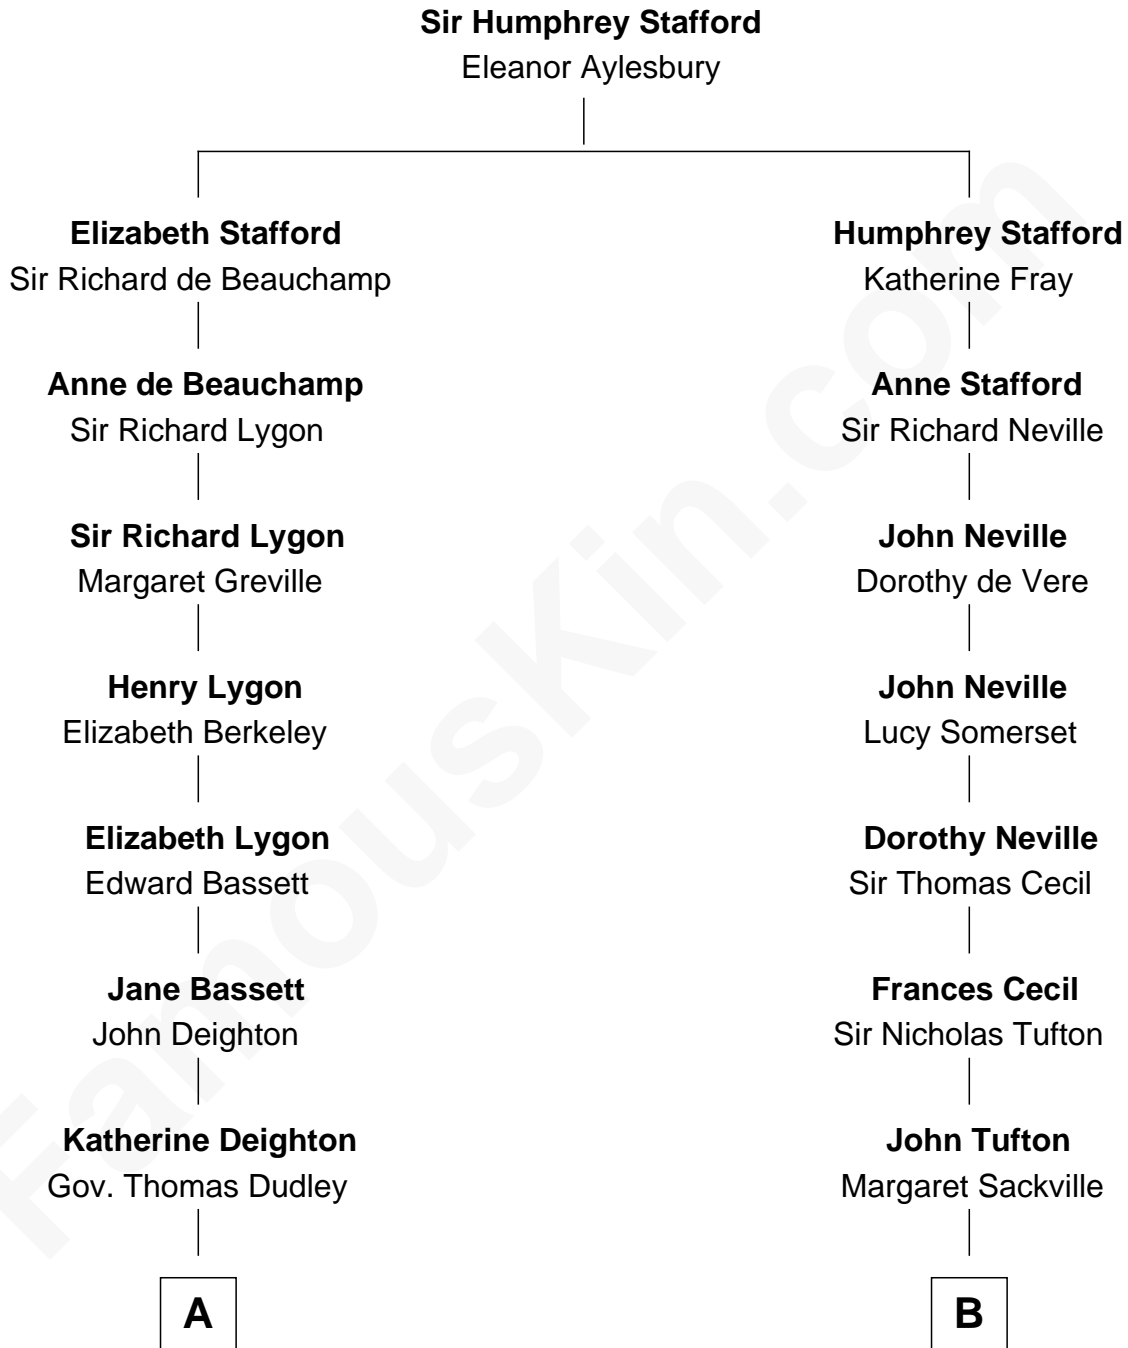 Sir Humphrey Stafford
Eleanor Aylesbury
Elizabeth Stafford
Sir Richard de Beauchamp
Anne de Beauchamp
Sir Richard Lygon
Sir Richard Lygon
Margaret Greville
Henry Lygon
Elizabeth Berkeley
Elizabeth Lygon
Edward Bassett
Jane Bassett
John Deighton
Katherine Deighton
Gov. Thomas Dudley
A
Humphrey Stafford
Katherine Fray
Anne Stafford
Sir Richard Neville
John Neville
Dorothy de Vere
John Neville
Lucy Somerset
Dorothy Neville
Sir Thomas Cecil
Frances Cecil
Sir Nicholas Tufton
John Tufton
Margaret Sackville
B
FamousKin.com